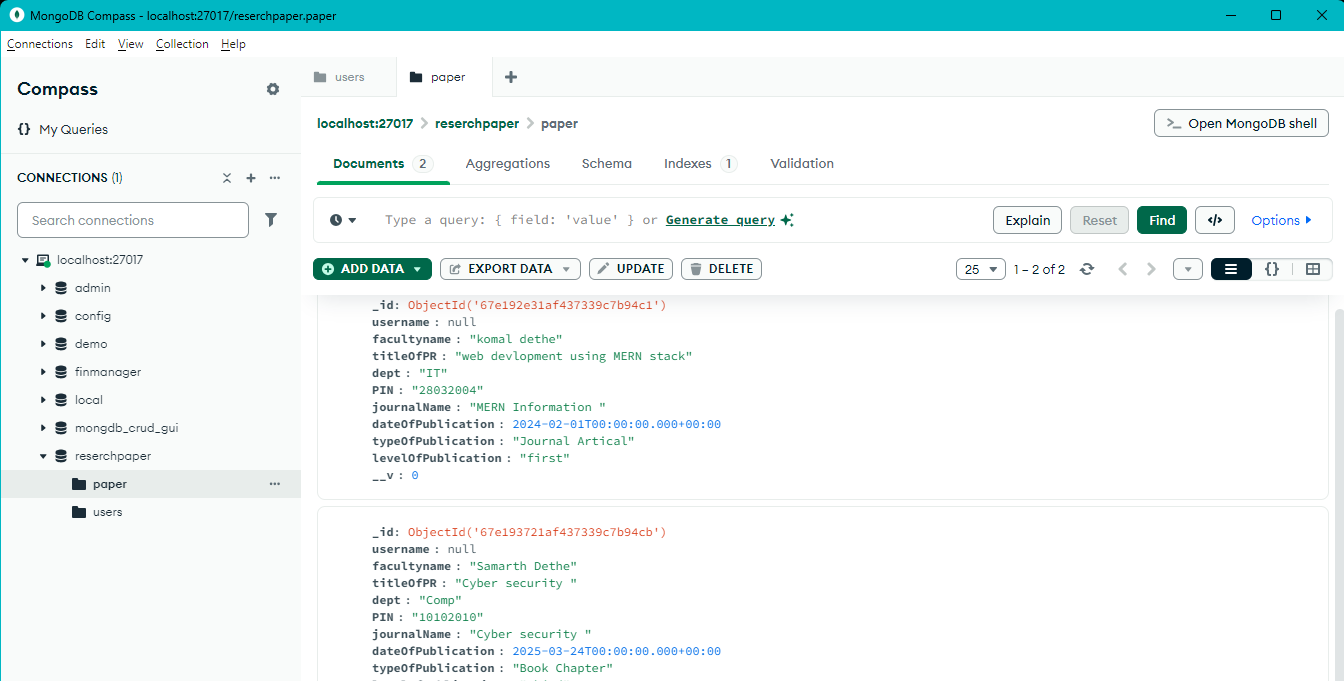 MongoDB Compass - localhost:27017/reserchpaper.paper
Connections Edit View Collection Help
Compass
{} My Queries
CONNECTIONS (1)
Search connections
localhost:27017
admin
config
demo
finmanager
local
mongdb_crud_gui
reserchpaper
paper
users
users paper
localhost:27017 > reserchpaper > paper
>_ Open MongoDB shell
Documents 2 Aggregations Schema Indexes 1 Validation
Type a query: { field: 'value' } or Generate query
Explain Reset Find </> Options
ADD DATA EXPORT DATA UPDATE DELETE
25 1 – 2 of 2 {}
_id: ObjectId('67e192e31af437339c7b94c1')
username : null
facultyname : "komal dethe"
titleOfPR : "web devlopment using MERN stack"
dept : "IT"
PIN : "28032004"
journalName : "MERN Information "
dateOfPublication : 2024-02-01T00:00:00.000+00:00
typeOfPublication : "Journal Artical"
levelOfPublication : "first"
__v : 0
_id: ObjectId('67e193721af437339c7b94cb')
username : null
facultyname : "Samarth Dethe"
titleOfPR : "Cyber security "
dept : "Comp"
PIN : "10102010"
journalName : "Cyber security "
dateOfPublication : 2025-03-24T00:00:00.000+00:00
typeOfPublication : "Book Chapter"